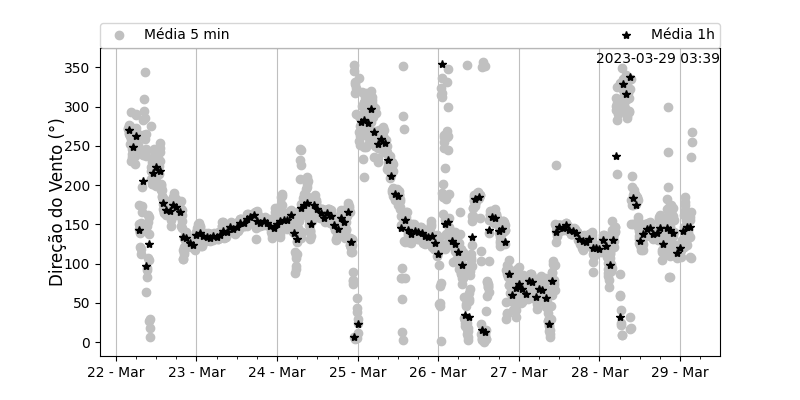 Média 5 min
Média 1h
2023-03-29 03:39
Direção do Vento (°)
350
300
250
200
150
100
50
0
22 - Mar
23 - Mar
24 - Mar
25 - Mar
26 - Mar
27 - Mar
28 - Mar
29 - Mar